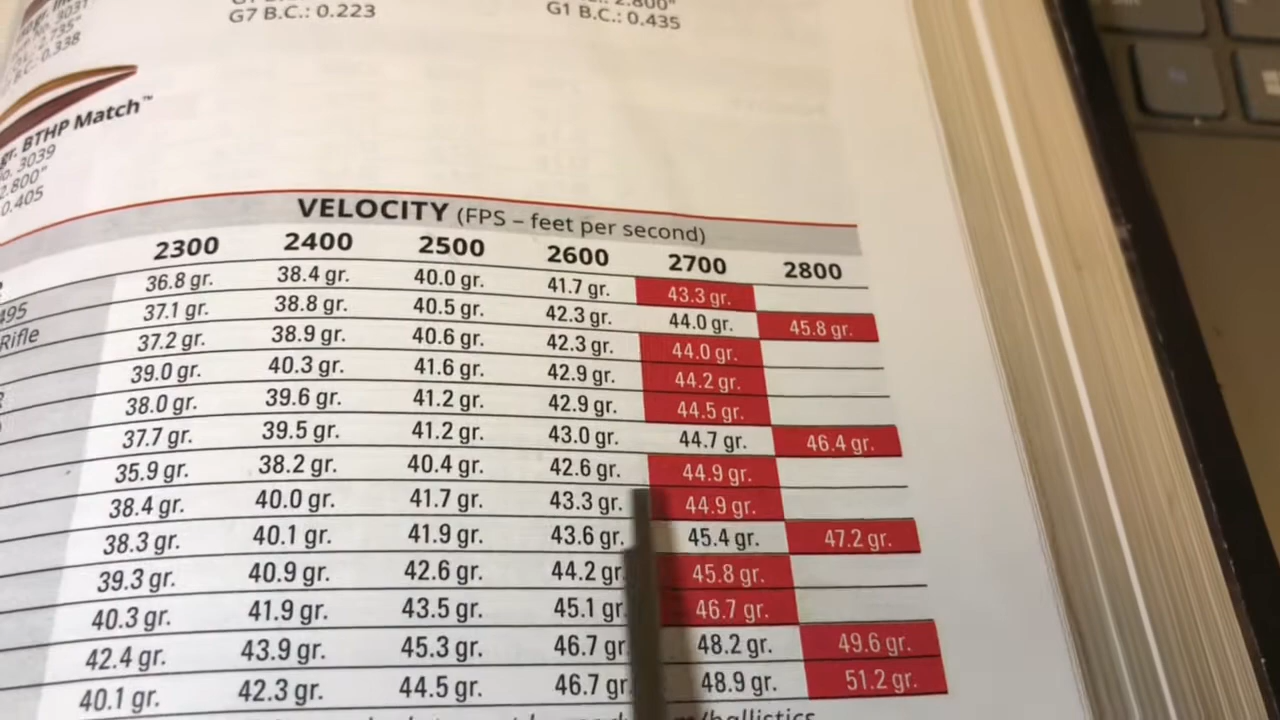 G7 B.C.: 0.223
2.800"
G1 B.C.: 0.435
B.C.: 0.338
gr. BTHP Match™
No. 3039
2.800"
0.405
VELOCITY (FPS – feet per second)
2300 2400 2500 2600 2700 2800
36.8 gr. 38.4 gr. 40.0 gr. 41.7 gr. 43.3 gr.
495 37.1 gr. 38.8 gr. 40.5 gr. 42.3 gr. 44.0 gr. 45.8 gr.
Rifle 37.2 gr. 38.9 gr. 40.6 gr. 42.3 gr. 44.0 gr.
39.0 gr. 40.3 gr. 41.6 gr. 42.9 gr. 44.2 gr.
38.0 gr. 39.6 gr. 41.2 gr. 42.9 gr. 44.5 gr.
37.7 gr. 39.5 gr. 41.2 gr. 43.0 gr. 44.7 gr. 46.4 gr.
35.9 gr. 38.2 gr. 40.4 gr. 42.6 gr. 44.9 gr.
38.4 gr. 40.0 gr. 41.7 gr. 43.3 gr. 44.9 gr.
38.3 gr. 40.1 gr. 41.9 gr. 43.6 gr. 45.4 gr. 47.2 gr.
39.3 gr. 40.9 gr. 42.6 gr. 44.2 gr 45.8 gr.
40.3 gr. 41.9 gr. 43.5 gr. 45.1 gr 46.7 gr.
42.4 gr. 43.9 gr. 45.3 gr. 46.7 gr 48.2 gr. 49.6 gr.
40.1 gr. 42.3 gr. 44.5 gr. 46.7 gr 48.9 gr. 51.2 gr.
/ballistics